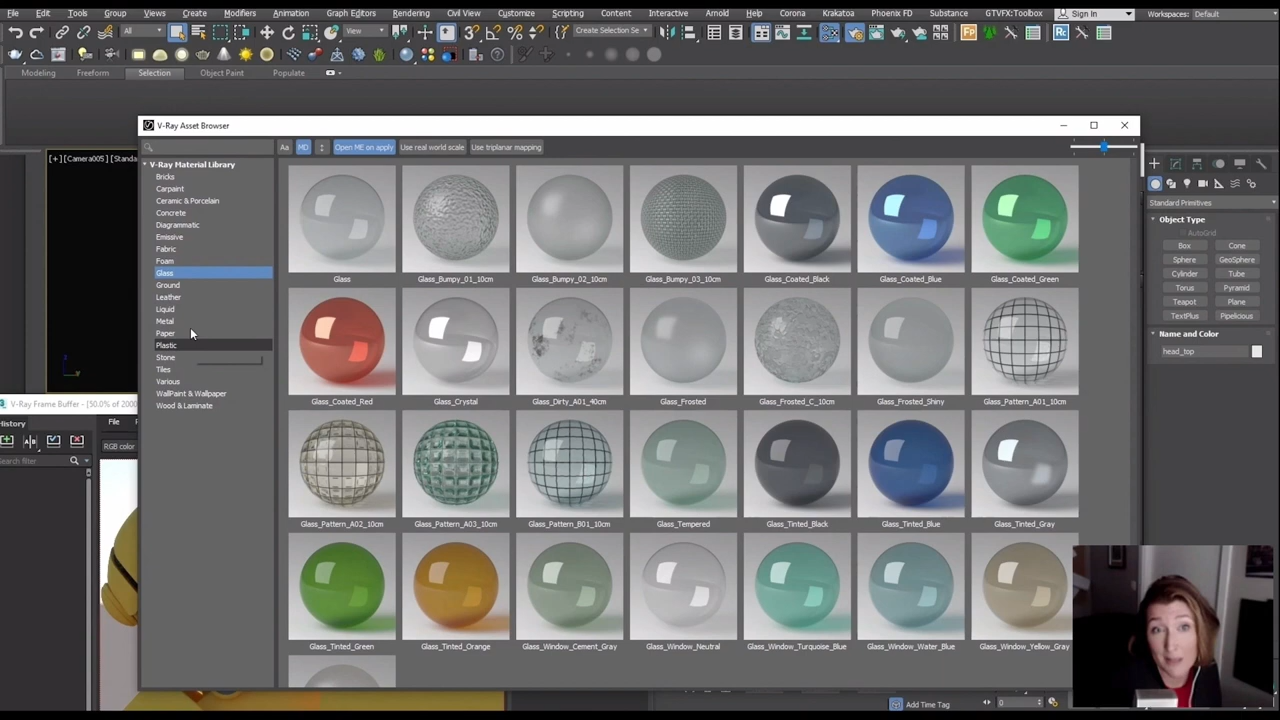 File Edit Tools Group Views Create Modifiers Animation Graph Editors Rendering Civil View Customize Scripting Content Interactive Arnold Help Corona Krakatoa Phoenix FD Substance GTVFX:Toolbox Sign In Workspaces: Default
All View Create Selection Se
Modeling Freeform Selection Object Paint Populate
V-Ray Asset Browser
Aa MD Open ME on apply Use real world scale Use triplanar mapping
[+] [Camera005] [Standa
V-Ray Material Library
Bricks
Carpaint
Ceramic & Porcelain
Concrete
Diagrammatic
Emissive
Fabric
Foam
Glass
Ground
Leather
Liquid
Metal
Paper
Plastic
Stone
Tiles
Various
WallPaint & Wallpaper
Wood & Laminate
Glass Glass_Bumpy_01_10cm Glass_Bumpy_02_10cm Glass_Bumpy_03_10cm Glass_Coated_Black Glass_Coated_Blue Glass_Coated_Green
Glass_Coated_Red Glass_Crystal Glass_Dirty_A01_40cm Glass_Frosted Glass_Frosted_C_10cm Glass_Frosted_Shiny Glass_Pattern_A01_10cm
Glass_Pattern_A02_10cm Glass_Pattern_A03_10cm Glass_Pattern_B01_10cm Glass_Tempered Glass_Tinted_Black Glass_Tinted_Blue Glass_Tinted_Gray
Glass_Tinted_Green Glass_Tinted_Orange Glass_Window_Cement_Gray Glass_Window_Neutral Glass_Window_Turquoise_Blue Glass_Window_Water_Blue Glass_Window_Yellow_Gray
Standard Primitives
Object Type
AutoGrid
Box Cone
Sphere GeoSphere
Cylinder Tube
Torus Pyramid
Teapot Plane
TextPlus Pipelicious
Name and Color
head_top
V-Ray Frame Buffer - [50.0% of 2000
History File
RGB color
Search filter
Add Time Tag 0